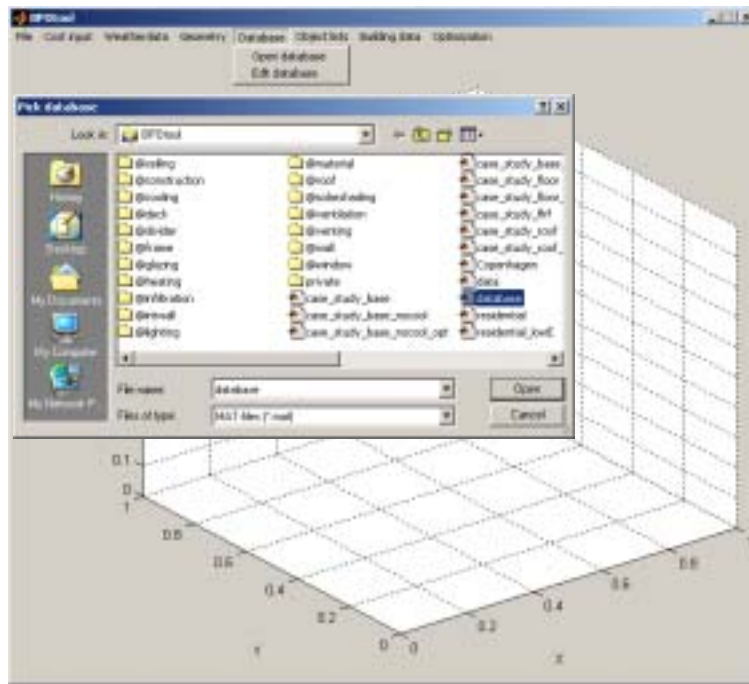 BPDtool
File Cost input Weatherdata Geometry Database Object lists Building data Optimization
Open database
Edit database
Pick database
Look in: BPDtool
@ceiling
@construction
@cooling
@deck
@divider
@frame
@glazing
@heating
@infiltration
@inwall
@lighting
@material
@roof
@solarshading
@ventilation
@venting
@wall
@window
private
case_study_base
case_study_base_nocool
case_study_base_nocool_opt
case_study_base
case_study_floor
case_study_floor_
case_study_roof
case_study_roof_
Copenhagen
data
database
residential
residential_lowE
Desktop
My Documents
My Computer
My Network P...
File name: database
Open
Files of type: MAT-files (*.mat)
Cancel
0.1
0
1
0.8
0.6
0.4
0.2
0
0
0.2
0.4
0.6
0.8
Y
X